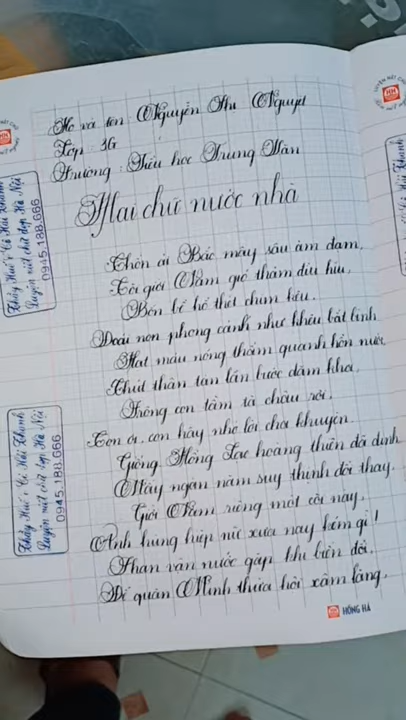 Họ và tên Nguyễn Thị Nguyệt
Lớp : 3G
Trường : Tiểu học Trung Văn
Hai chữ nước nhà
Chốn ải Bắc mây sầu ảm đạm,
Cõi giời Nam gió thảm đìu hiu,
Bốn bề hổ thét chim kêu.
Đoái non phong cảnh như khêu bất bình
Hạt máu nóng thấm quanh hồn nước
Chút thân tàn lần bước dặm khơi,
Trông con tầm tã châu rơi,
Con ơi, con hãy nhớ lời cha khuyên.
Giống Hồng Lạc hoàng thiên đã định
Mấy ngàn năm suy thịnh đổi thay.
Giời Nam riêng một cõi này,
Anh hùng hiệp nữ xưa nay kém gì !
Than vận nước gặp khi biến đổi.
Để quân Minh thừa hội xâm lăng.
HỒNG HÀ
Thầy Huế & Cô Hải Khanh
Luyện viết chữ đẹp Hà Nội
0945.188.666
Thầy Huế & Cô Hải Khanh
Luyện viết chữ đẹp Hà Nội
0945.188.666